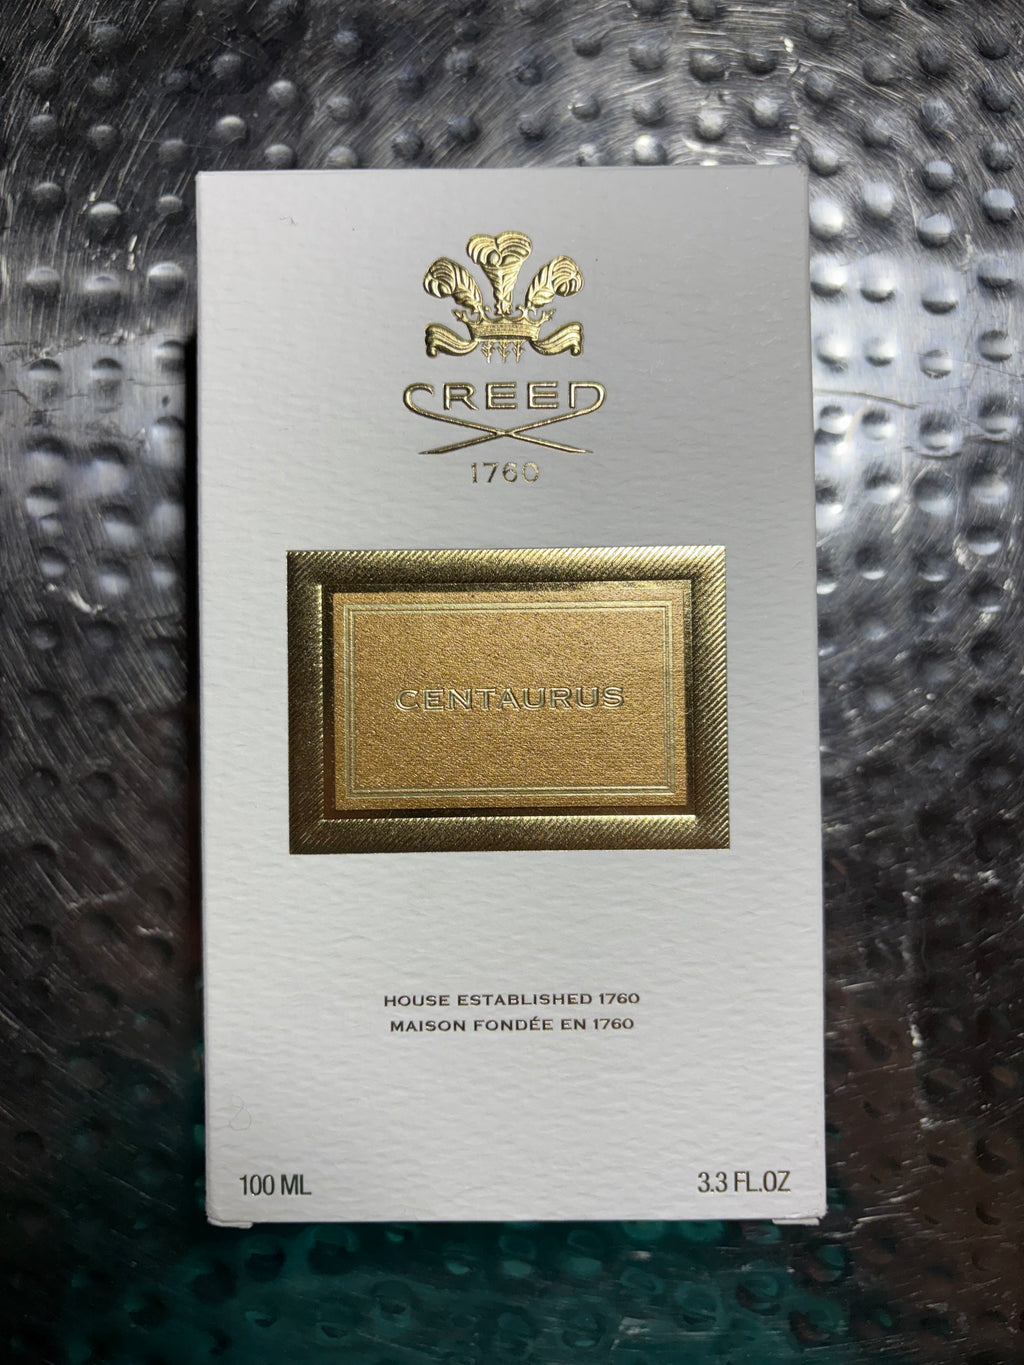 CREED
1760
CENTAURUS
HOUSE ESTABLISHED 1760
MAISON FONDÉE EN 1760
100 ML
3.3 FL.OZ